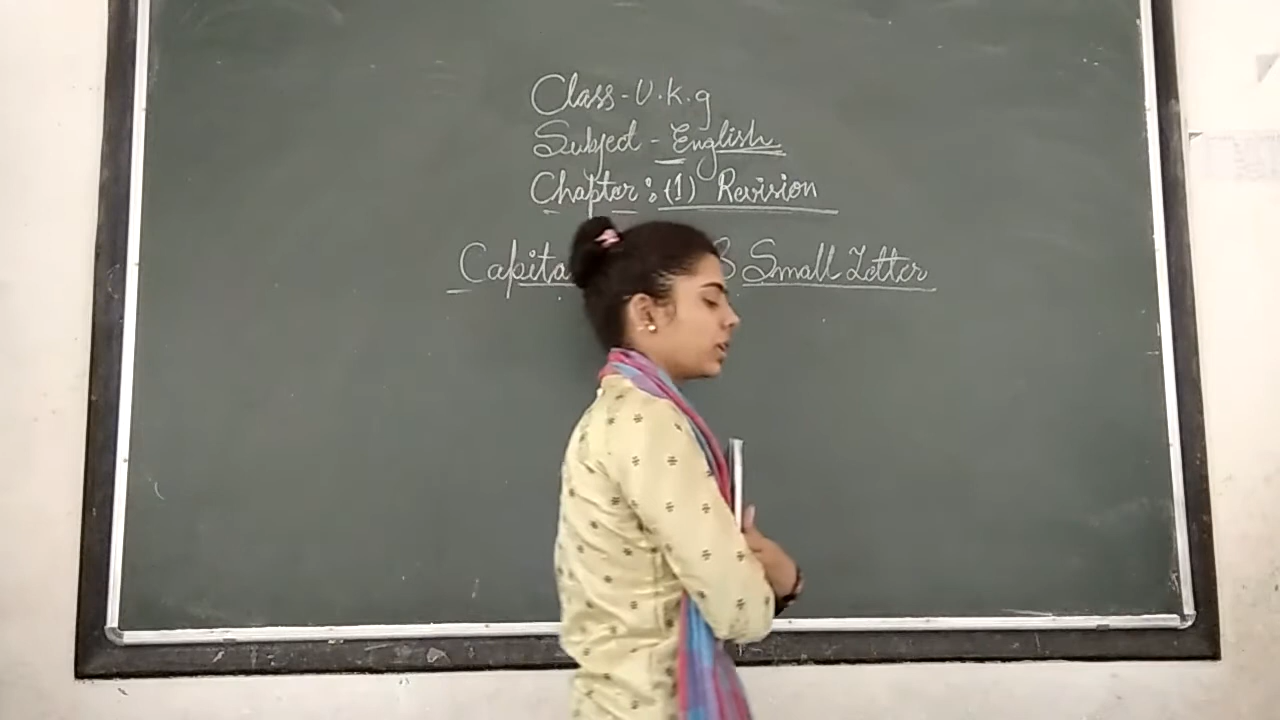 Class - U.K.g
Subject - English
Chapter : (1) Revision
Small Letter